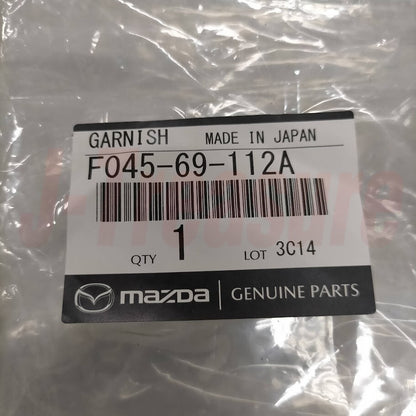 GARNISH MADE IN JAPAN
F045-69-112A
QTY 1 LOT 3C14
mazda GENUINE PARTS